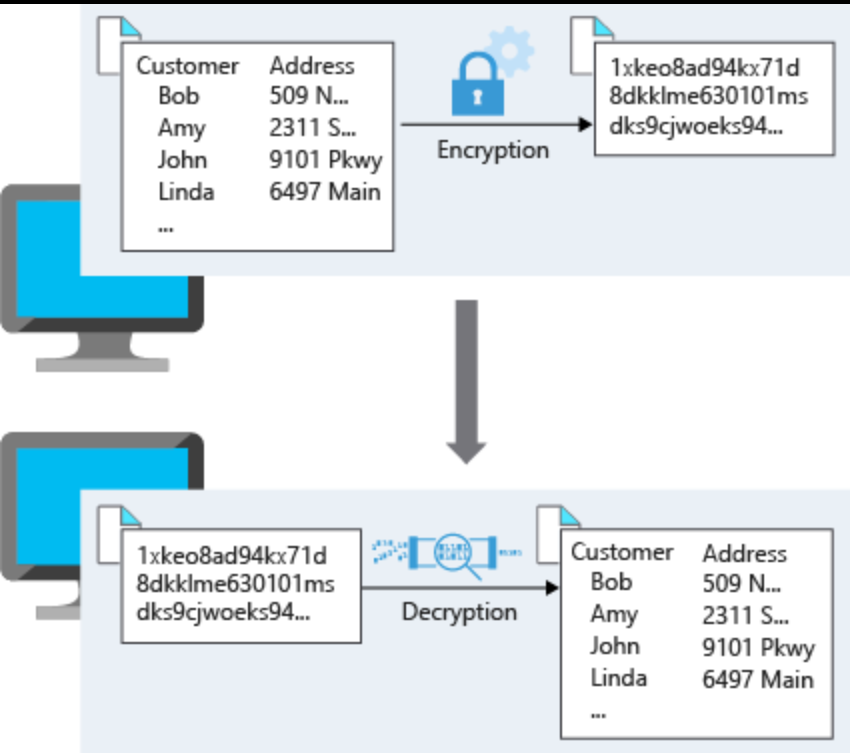 Customer Address
Bob 509 N...
Amy 2311 S...
John 9101 Pkwy
Linda 6497 Main
...
Encryption
1xkeo8ad94kx71d
8dkklme630101ms
dks9cjwoeks94...
1xkeo8ad94kx71d
8dkklme630101ms
dks9cjwoeks94...
Decryption
Customer Address
Bob 509 N...
Amy 2311 S...
John 9101 Pkwy
Linda 6497 Main
...